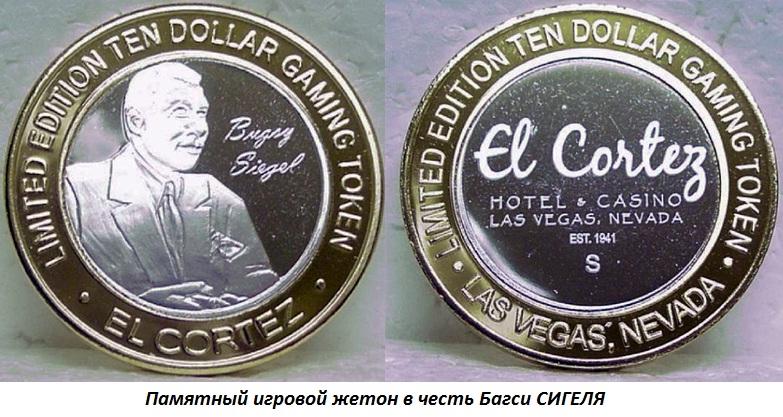 LIMITED EDITION TEN DOLLAR GAMING TOKEN
Bugsy
Siegel
• EL CORTEZ •
LIMITED EDITION TEN DOLLAR GAMING TOKEN
El Cortez
HOTEL & CASINO
LAS VEGAS, NEVADA
EST. 1941
S
• LAS VEGAS, NEVADA •
Памятный игровой жетон в честь Багси СИГЕЛЯ